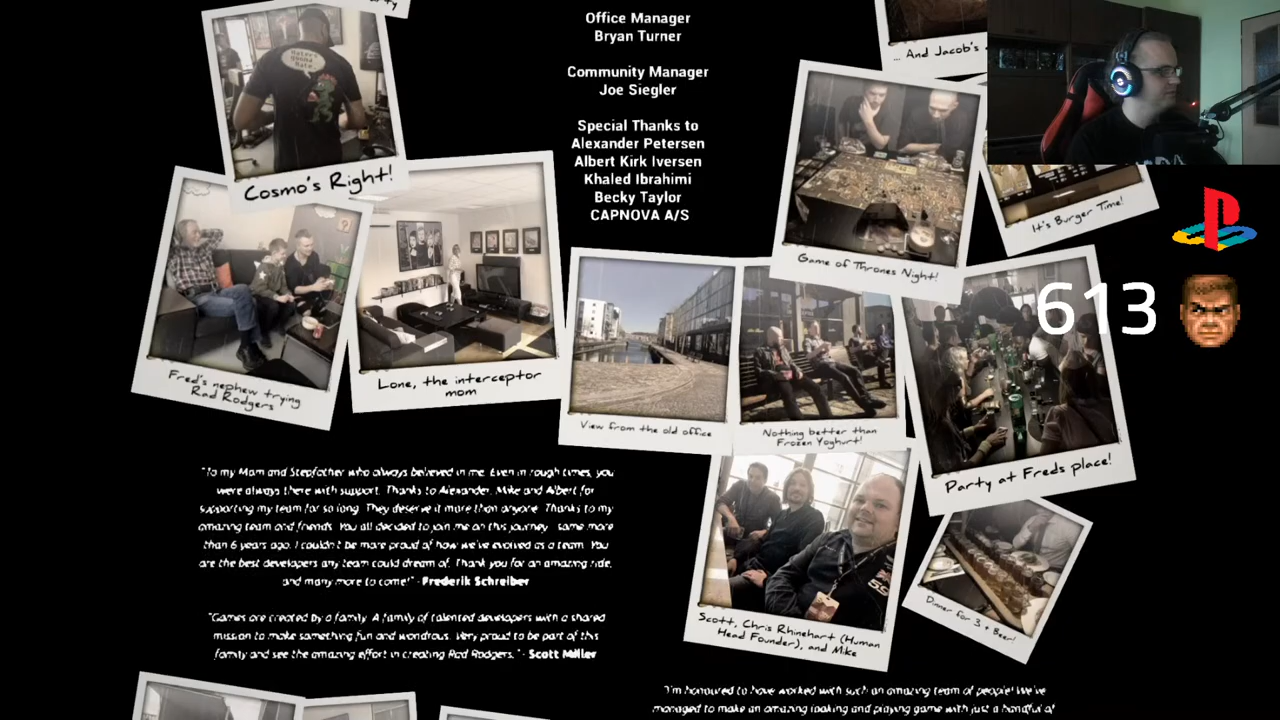 Office Manager
Bryan Turner
Community Manager
Joe Siegler
Special Thanks to
Alexander Petersen
Albert Kirk Iversen
Khaled Ibrahimi
Becky Taylor
CAPNOVA A/S
Haters Gonna Hate
Cosmo's Right!
... And Jacob's
It's Burger Time!
Game of Thrones Night!
613
Fred's nephew trying
Rad Rodgers
Lone, the interceptor
mom
View from the old office
Nothing better than
Frozen Yoghurt!
Party at Freds place!
"To my Mom and Stepfather who always believed in me. Even in rough times, you
were always there with support. Thanks to Alexander, Mike and Albert for
supporting my team for so long. They deserve it more than anyone. Thanks to my
amazing team and friends. You all decided to join me on this journey some more
than 6 years ago. I couldn't be more proud of how we've evolved as a team. You
are the best developers any team could dream of. Thank you for an amazing ride,
and many more to come!" - Frederik Schreiber
"Games are created by a family. A family of talented developers with a shared
mission to make something fun and wondrous. Very proud to be part of this
family and see the amazing effort in creating Rad Rodgers." - Scott Miller
Scott, Chris Rhinehart (Human
Head Founder), and Mike
Dinner for 3 + Beer!
"I'm honoured to have worked with such an amazing team of people! We've
managed to make an amazing looking and playing game with just a handful of